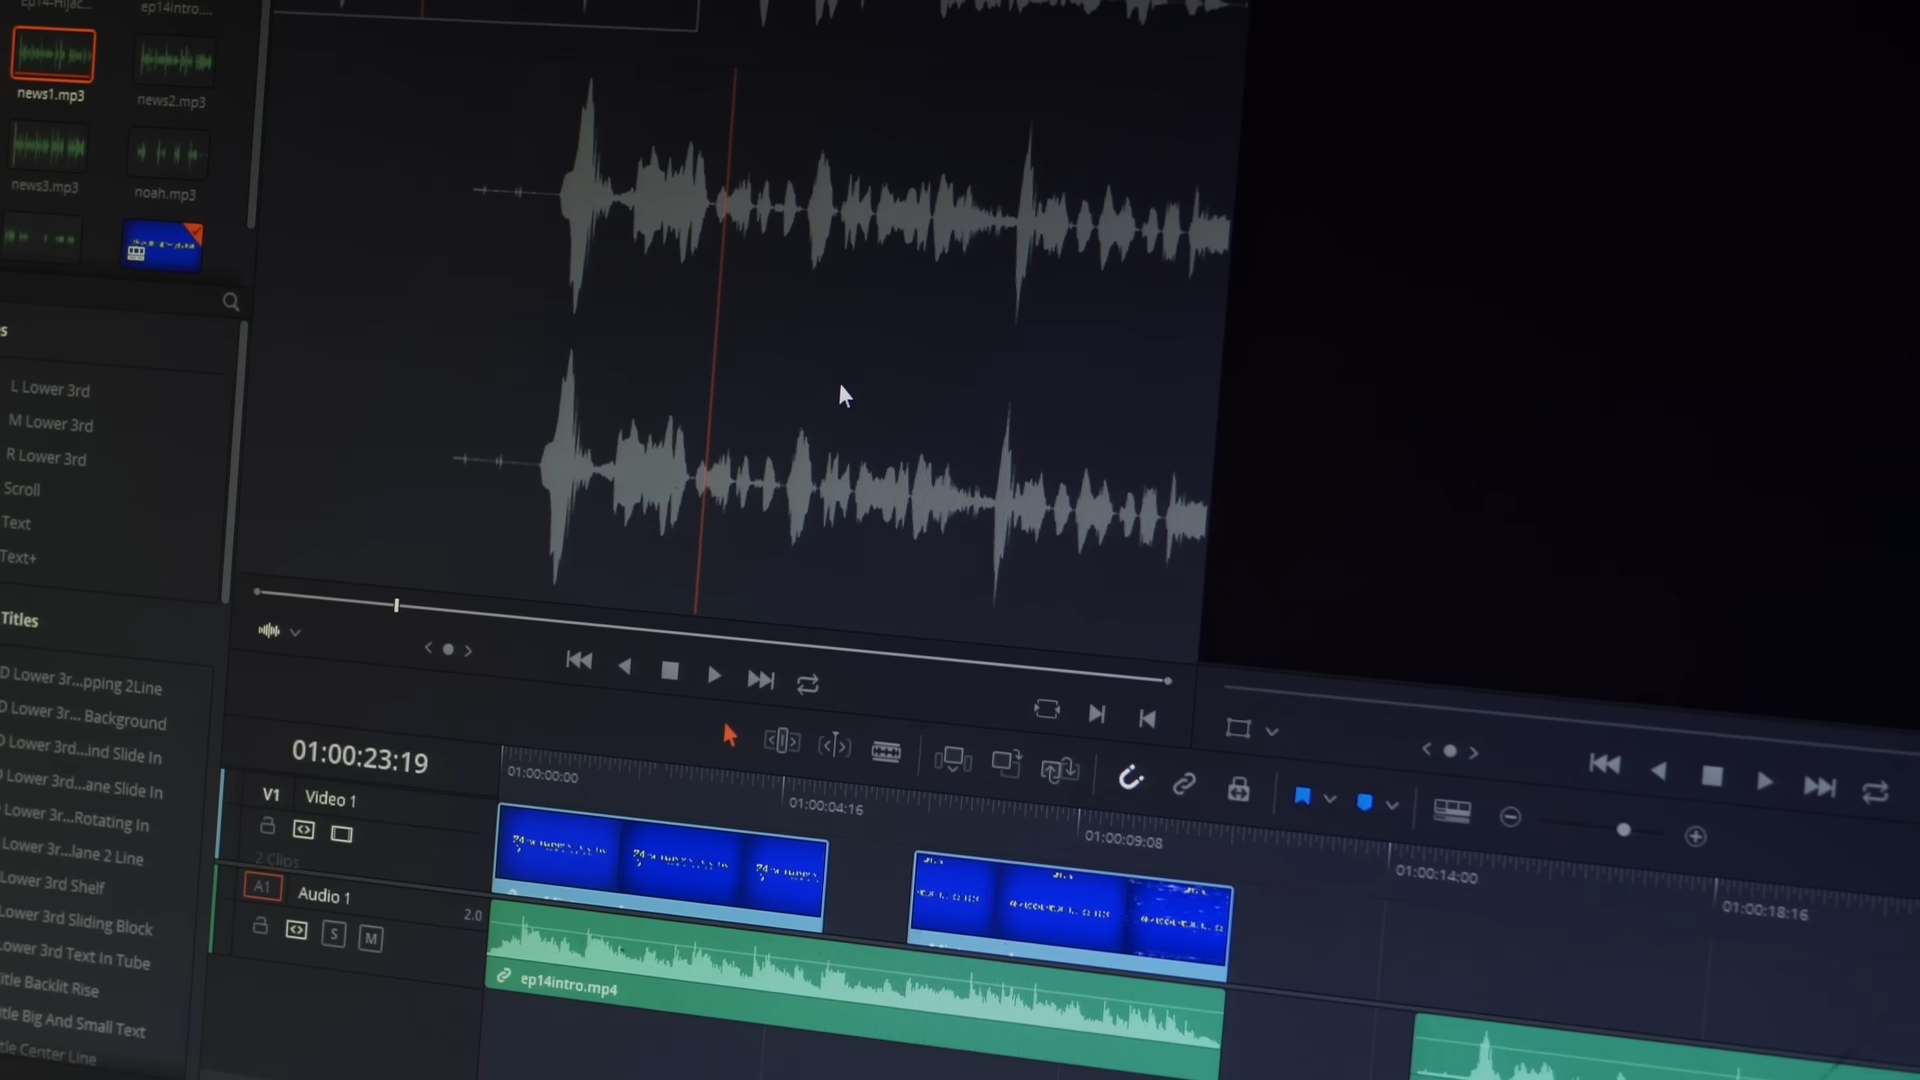 ep14intro....
news1.mp3
news2.mp3
news3.mp3
noah.mp3
L Lower 3rd
M Lower 3rd
R Lower 3rd
Scroll
Text
Text+
Titles
D Lower 3r...pping 2Line
D Lower 3r... Background
D Lower 3rd...ind Slide In
D Lower 3rd...ane Slide In
Lower 3r...Rotating In
Lower 3r...lane 2 Line
Lower 3rd Shelf
Lower 3rd Sliding Block
Lower 3rd Text In Tube
itle Backlit Rise
itle Big And Small Text
tle Center Line
01:00:23:19
01:00:00:00
01:00:04:16
01:00:09:08
01:00:14:00
01:00:18:16
V1 Video 1
2 Clips
A1 Audio 1
2.0
S M
ep14intro.mp4